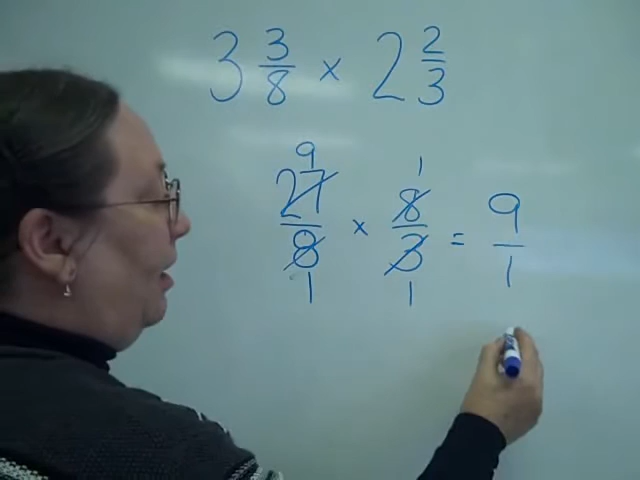 3 3/8 × 2 2/3
9 1
27/8 × 8/3 = 9/1
1 1